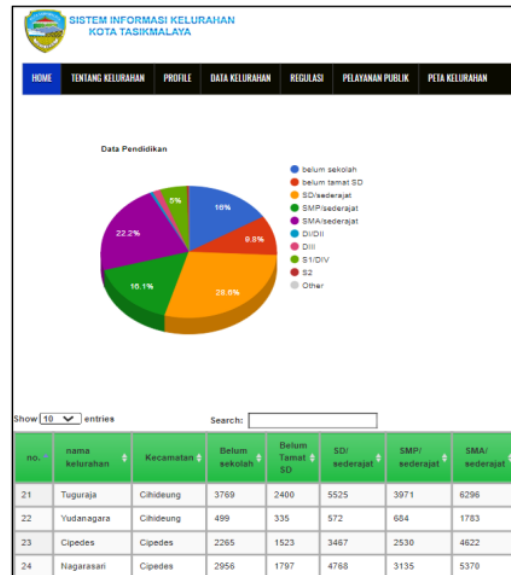 SISTEM INFORMASI KELURAHAN
KOTA TASIKMALAYA
HOME TENTANG KELURAHAN PROFILE DATA KELURAHAN REGULASI PELAYANAN PUBLIK PETA KELURAHAN
Data Pendidikan
belum sekolah
belum tamat SD
SD/sederajat
SMP/sederajat
SMA/sederajat
DI/DII
DIII
S1/DIV
S2
Other
5%
16%
9.8%
22.2%
16.1%
28.6%
Show 10 entries Search:
no. nama kelurahan Kecamatan Belum sekolah Belum Tamat SD SD/ sederajat SMP/ sederajat SMA/ sederajat
21 Tuguraja Cihideung 3769 2400 5525 3971 6296
22 Yudanagara Cihideung 499 335 572 684 1783
23 Cipedes Cipedes 2265 1523 3467 2530 4622
24 Nagarasari Cipedes 2956 1797 4768 3135 5370